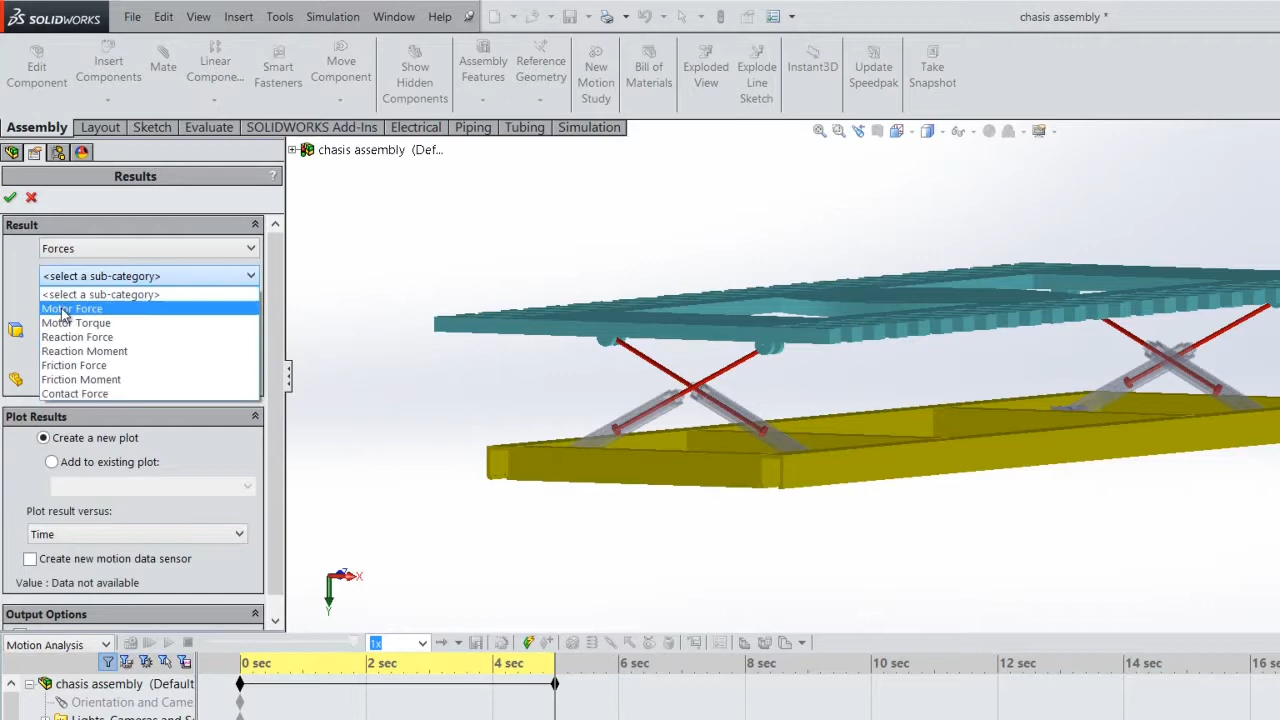 SOLIDWORKS File Edit View Insert Tools Simulation Window Help chasis assembly *
Edit Component
Insert Components
Mate
Linear Compone...
Smart Fasteners
Move Component
Show Hidden Components
Assembly Features
Reference Geometry
New Motion Study
Bill of Materials
Exploded View
Explode Line Sketch
Instant3D
Update Speedpak
Take Snapshot
Assembly Layout Sketch Evaluate SOLIDWORKS Add-Ins Electrical Piping Tubing Simulation
chasis assembly (Def...
Results ?
Result
Forces
<select a sub-category>
<select a sub-category>
Motor Force
Motor Torque
Reaction Force
Reaction Moment
Friction Force
Friction Moment
Contact Force
Plot Results
Create a new plot
Add to existing plot:
Plot result versus:
Time
Create new motion data sensor
Value : Data not available
Output Options
X
Y
Z
Motion Analysis 1x
0 sec 2 sec 4 sec 6 sec 8 sec 10 sec 12 sec 14 sec 16 se
chasis assembly (Default
Orientation and Came
Lights, Cameras and S